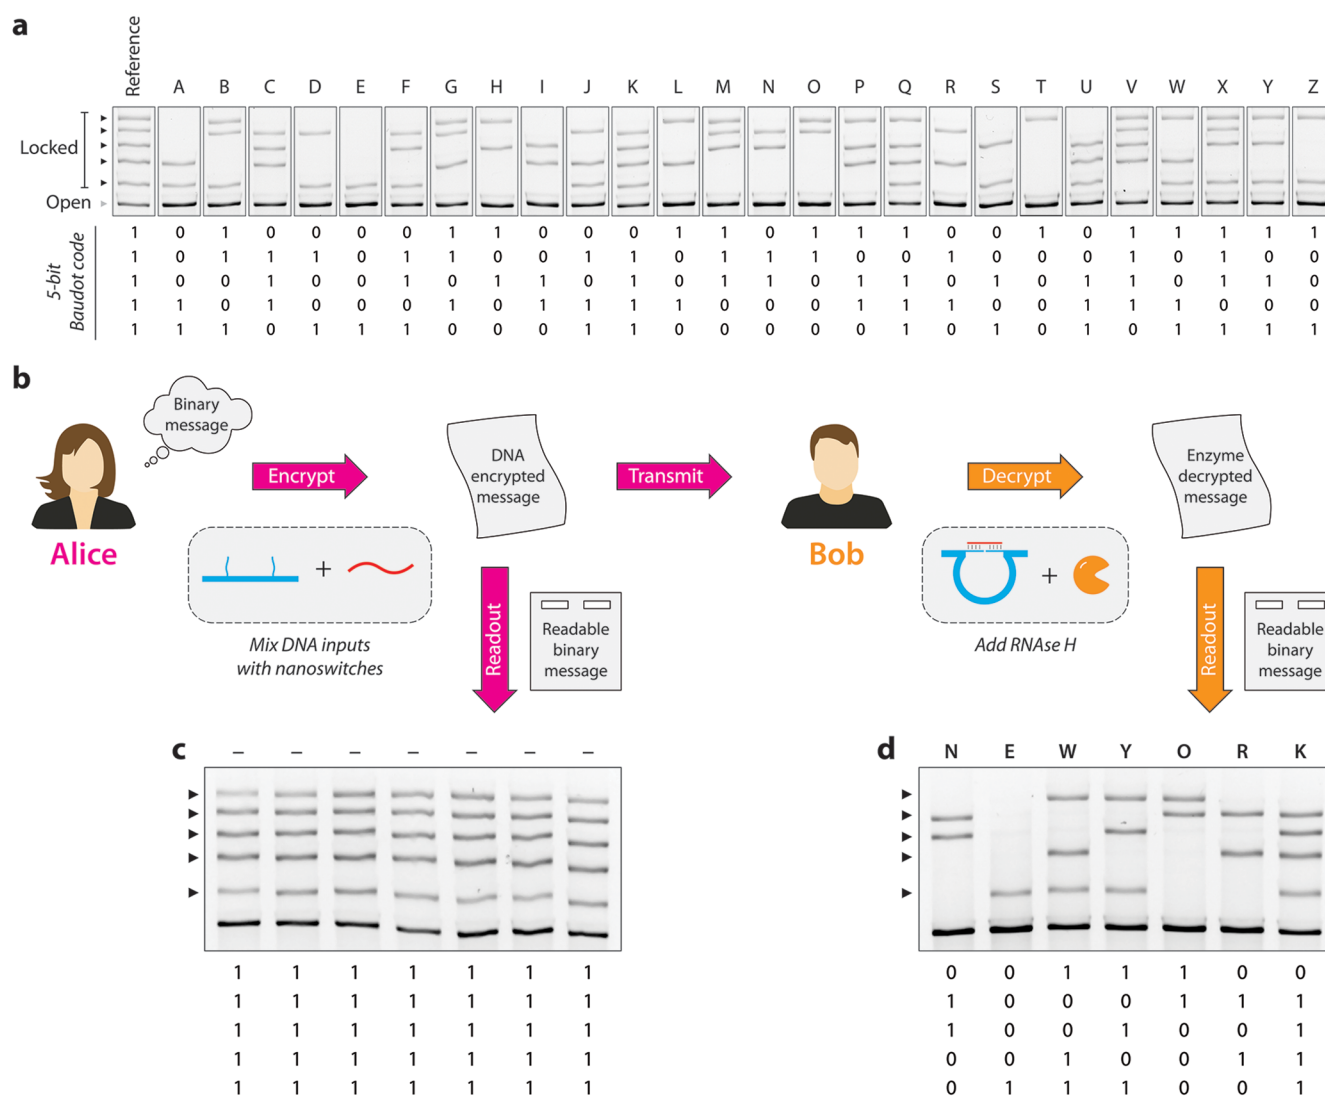 a
Reference A B C D E F G H I J K L M N O P Q R S T U V W X Y Z
Locked
Open
5-bit
Baudot code
1 0 1 0 0 0 0 1 1 0 0 0 1 1 0 1 1 1 0 0 1 0 1 1 1 1 1
1 0 1 1 1 0 1 1 0 0 1 1 0 1 1 1 0 0 1 0 0 0 1 0 1 0 0
1 0 0 1 0 0 1 0 1 1 0 1 0 1 1 0 1 1 0 1 0 1 1 0 1 1 0
1 1 0 1 0 0 0 1 0 1 1 1 1 0 0 0 1 1 1 0 0 1 1 1 0 0 0
1 1 1 0 1 1 1 0 0 0 1 1 0 0 0 0 0 1 0 1 0 1 0 1 1 1 1
b
Binary
message
Alice
Encrypt
+
Mix DNA inputs
with nanoswitches
DNA
encrypted
message
Transmit
Readout
Readable
binary
message
Bob
Decrypt
+
Add RNAse H
Enzyme
decrypted
message
Readout
Readable
binary
message
c
– – – – – – –
1 1 1 1 1 1 1
1 1 1 1 1 1 1
1 1 1 1 1 1 1
1 1 1 1 1 1 1
1 1 1 1 1 1 1
d
N E W Y O R K
0 0 1 1 1 0 0
1 0 0 0 1 1 1
1 0 0 1 0 0 1
0 0 1 0 0 1 1
0 1 1 1 0 0 1